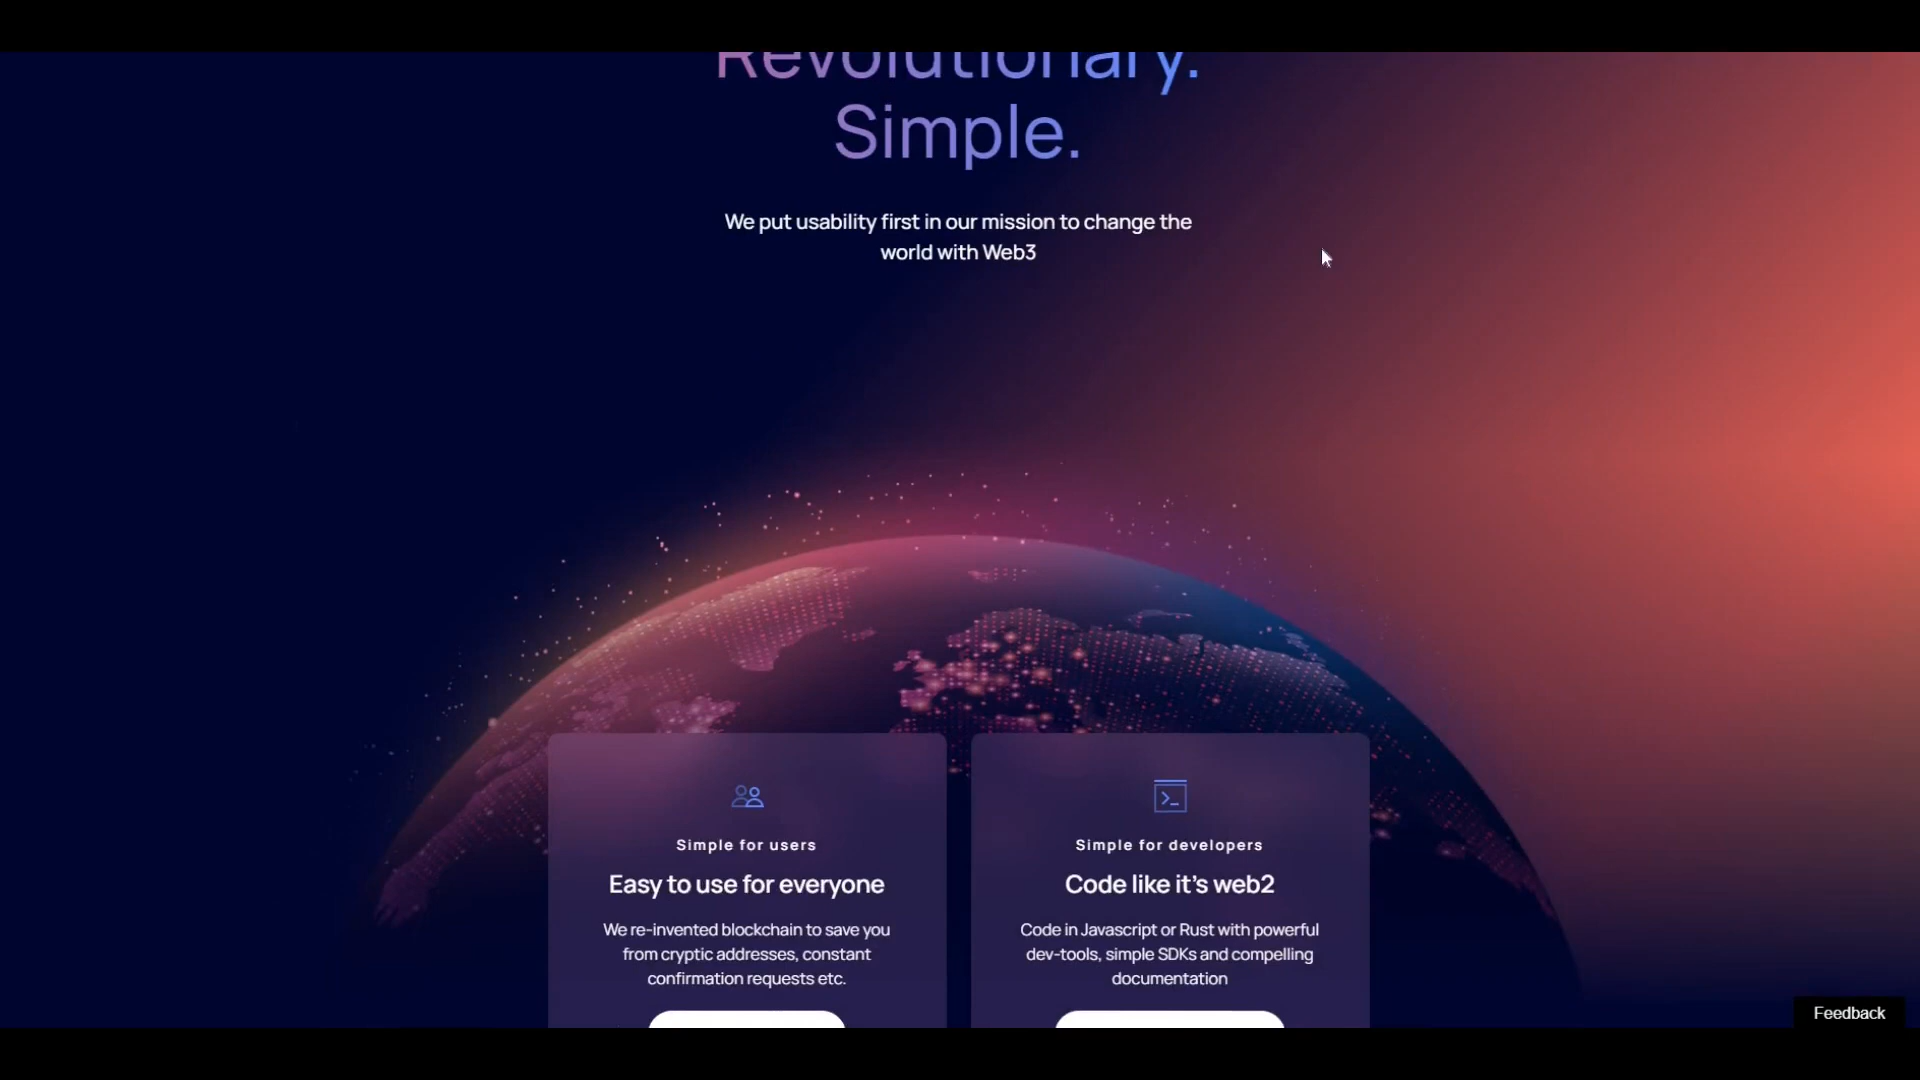 Revolutionary.
Simple.
We put usability first in our mission to change the
world with Web3
Simple for users
Easy to use for everyone
We re-invented blockchain to save you
from cryptic addresses, constant
confirmation requests etc.
Simple for developers
Code like it's web2
Code in Javascript or Rust with powerful
dev-tools, simple SDKs and compelling
documentation
Feedback